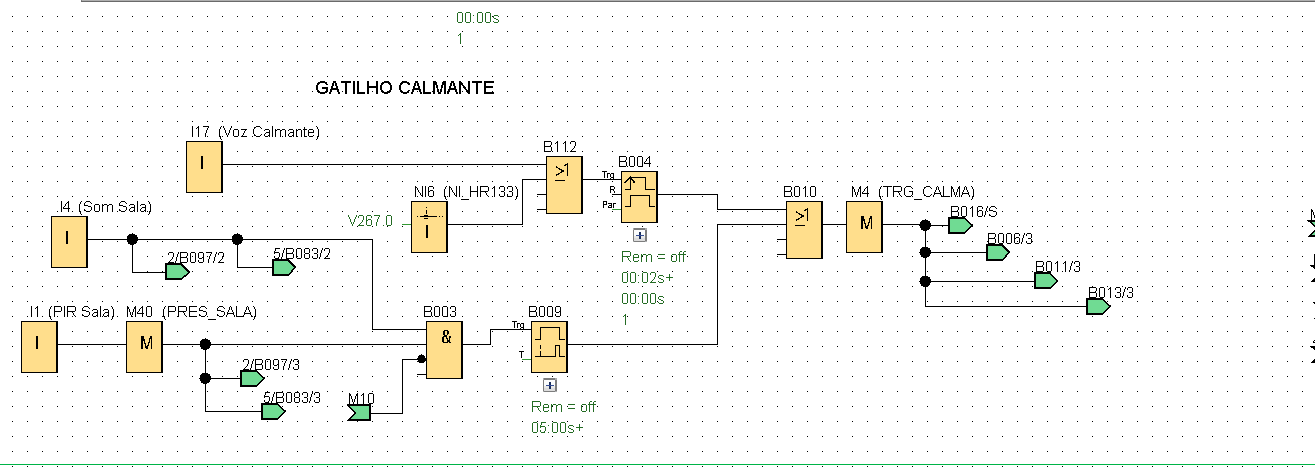 00:00s
1
GATILHO CALMANTE
I17 (Voz Calmante)
I
B112
≥1
B004
Trg
R
Par
Rem = off
00:02s+
00:00s
1
NI6 (NI_HR133)
V267.0
I
I4. (Som Sala)
I
2/B097/2
5/B083/2
B010
≥1
M4 (TRG_CALMA)
M
B016/S
B006/3
B011/3
B013/3
I1. (PIR Sala)
I
M40 (PRES_SALA)
M
B003
&
B009
Trg
T
Rem = off
05:00s+
2/B097/3
5/B083/3
M10